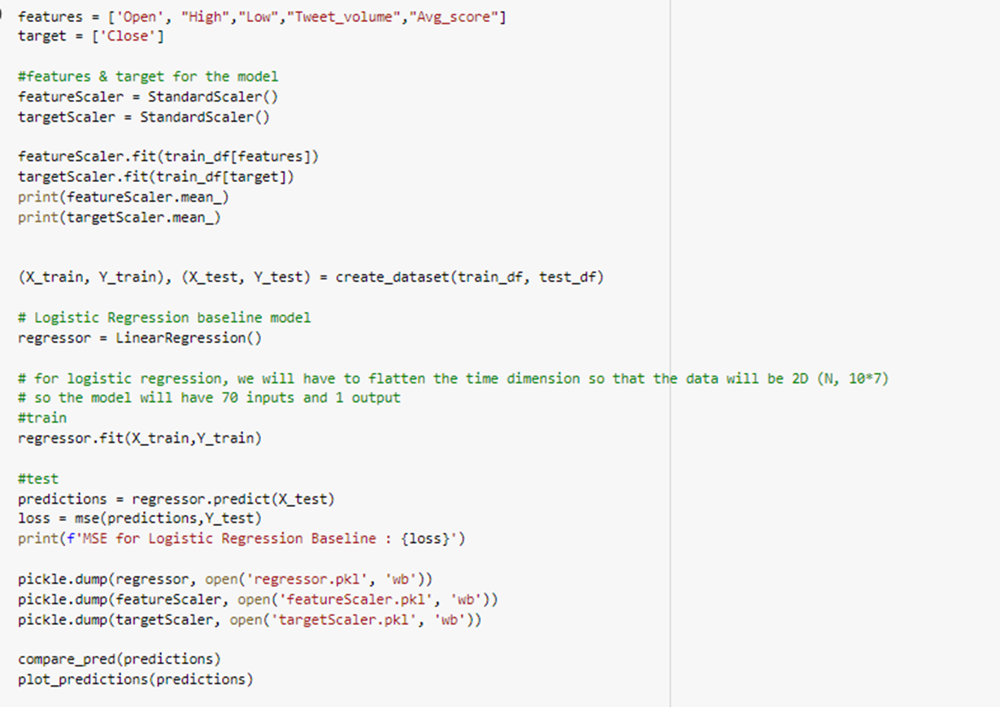 features = ['Open', "High","Low","Tweet_volume","Avg_score"]
target = ['Close']
#features & target for the model
featureScaler = StandardScaler()
targetScaler = StandardScaler()
featureScaler.fit(train_df[features])
targetScaler.fit(train_df[target])
print(featureScaler.mean_)
print(targetScaler.mean_)
(X_train, Y_train), (X_test, Y_test) = create_dataset(train_df, test_df)
# Logistic Regression baseline model
regressor = LinearRegression()
# for logistic regression, we will have to flatten the time dimension so that the data will be 2D (N, 10*7)
# so the model will have 70 inputs and 1 output
#train
regressor.fit(X_train,Y_train)
#test
predictions = regressor.predict(X_test)
loss = mse(predictions,Y_test)
print(f'MSE for Logistic Regression Baseline : {loss}')
pickle.dump(regressor, open('regressor.pkl', 'wb'))
pickle.dump(featureScaler, open('featureScaler.pkl', 'wb'))
pickle.dump(targetScaler, open('targetScaler.pkl', 'wb'))
compare_pred(predictions)
plot_predictions(predictions)